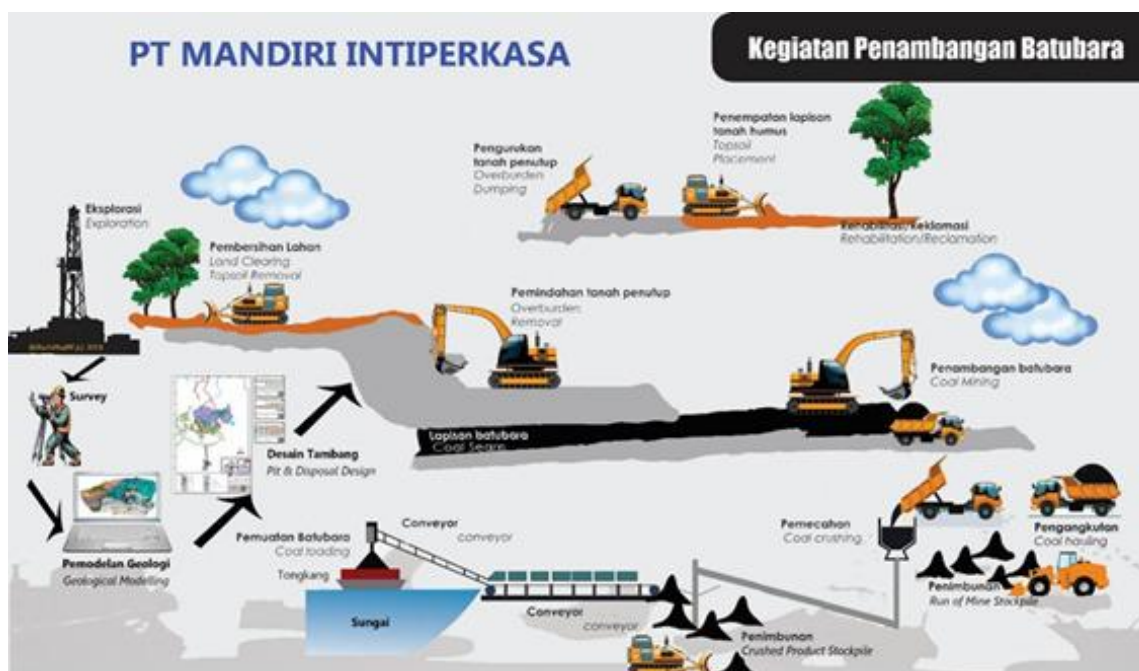 PT MANDIRI INTIPERKASA
Kegiatan Penambangan Batubara
Penempatan lapisan
tanah humus
Topsoil
Placement
Pengurukan
tanah penutup
Overburden
Dumping
Eksplorasi
Exploration
Rehabilitasi/Reklamasi
Rehabilitation/Reclamation
Pembersihan Lahan
Land Clearing
Topsoil Removal
Pemindahan tanah penutup
Overburden
Removal
Penambangan batubara
Coal Mining
Survey
Lapisan batubara
Coal Seam
Desain Tambang
Pit & Disposal Design
Pemodelan Geologi
Geological Modelling
Pemuatan Batubara
Coal loading
Tongkang
Conveyor
conveyor
Sungai
Conveyor
conveyor
Pemecahan
Coal crushing
Pengangkutan
Coal hauling
Penimbunan
Run of Mine Stockpile
Penimbunan
Crushed Product Stockpile